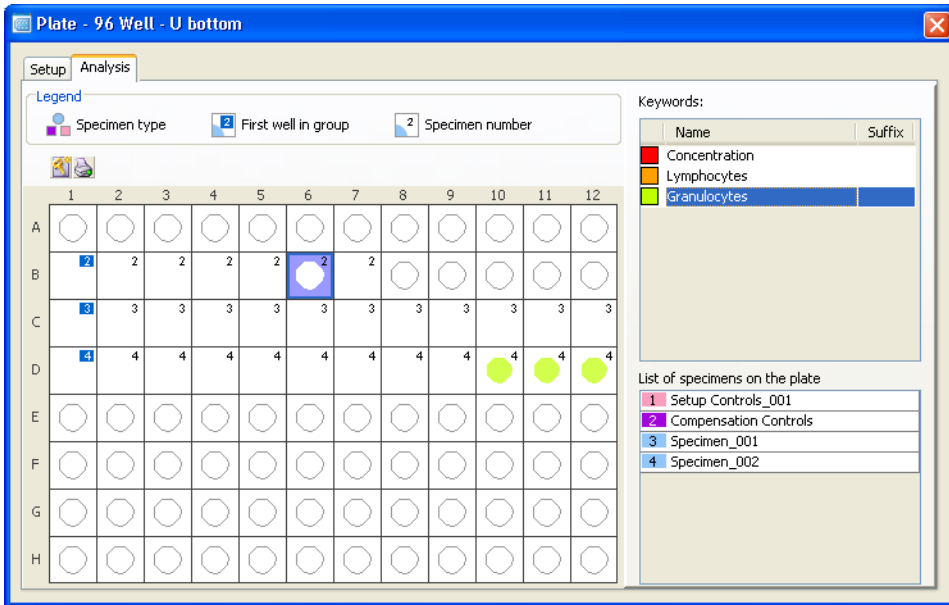 Plate - 96 Well - U bottom
Setup Analysis
Legend
Specimen type 2 First well in group 2 Specimen number
Keywords:
Name Suffix
Concentration
Lymphocytes
Granulocytes
1 2 3 4 5 6 7 8 9 10 11 12
A
B 2 2 2 2 2 2 2
C 3 3 3 3 3 3 3 3 3 3 3 3
D 4 4 4 4 4 4 4 4 4 4 4 4
E
F
G
H
List of specimens on the plate
1 Setup Controls_001
2 Compensation Controls
3 Specimen_001
4 Specimen_002